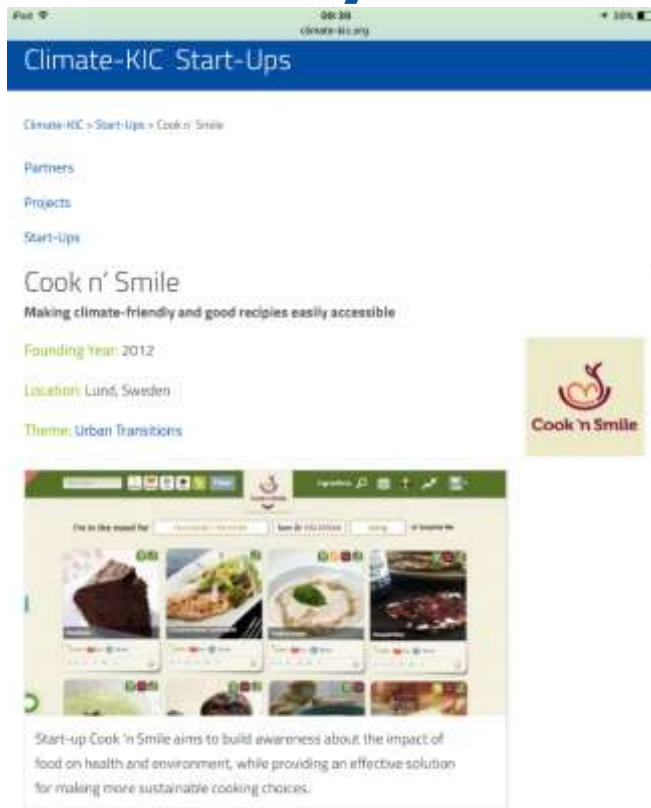 iPad
climate-kic.org
Climate-KIC Start-Ups
Climate-KIC > Start-Ups > Cook n' Smile
Partners
Projects
Start-Ups
Cook n' Smile
Making climate-friendly and good recipies easily accessible
Founding Year: 2012
Location: Lund, Sweden
Theme: Urban Transitions
Cook 'n Smile
I'm in the mood for
Start-up Cook 'n Smile aims to build awareness about the impact of
food on health and environment, while providing an effective solution
for making more sustainable cooking choices.